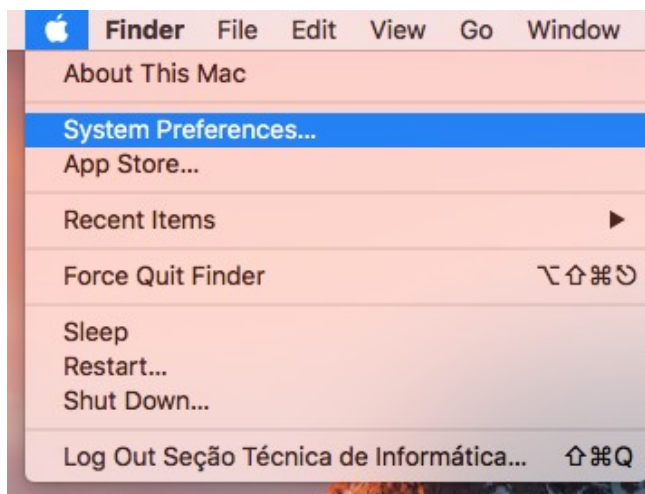 Finder File Edit View Go Window
About This Mac
System Preferences...
App Store...
Recent Items ▶
Force Quit Finder ⌥⇧⌘⎋
Sleep
Restart...
Shut Down...
Log Out Seção Técnica de Informática... ⇧⌘Q